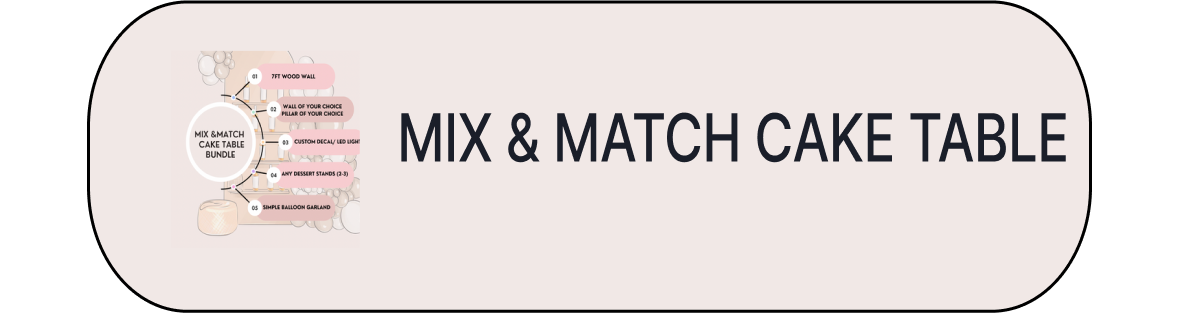 MIX &MATCH
CAKE TABLE
BUNDLE
01 7FT WOOD WALL
02 WALL OF YOUR CHOICE
PILLAR OF YOUR CHOICE
03 CUSTOM DECAL/ LED LIGHT
04 ANY DESSERT STANDS (2-3)
05 SIMPLE BALLOON GARLAND
MIX & MATCH CAKE TABLE